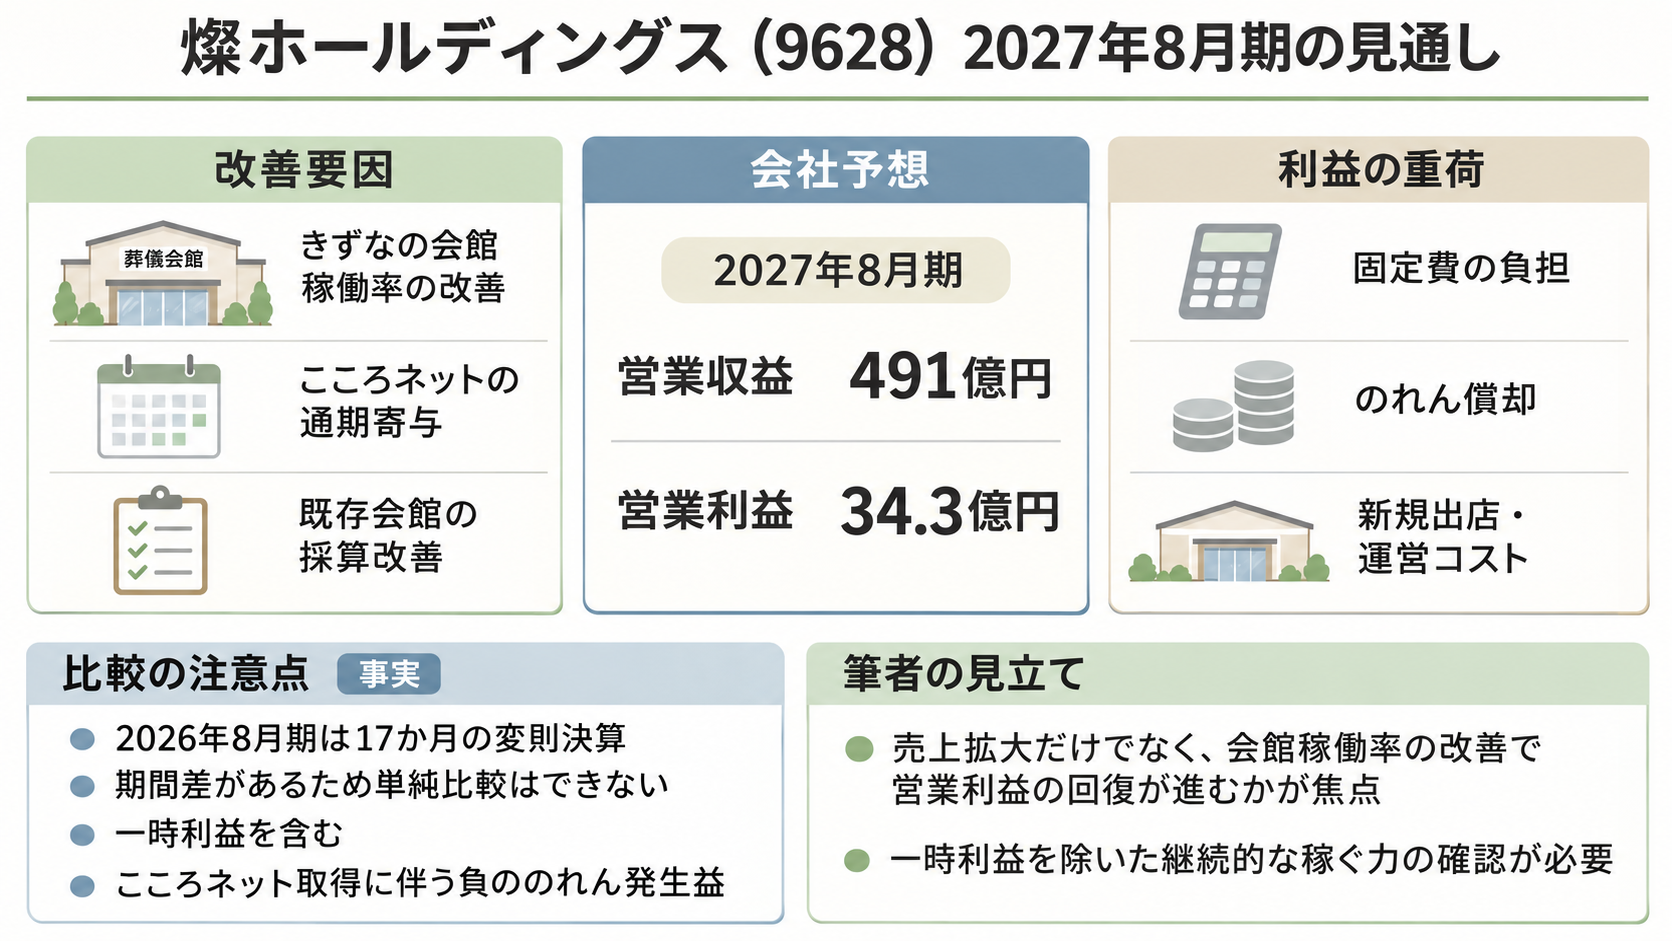 燦ホールディングス（9628）2027年8月期の見通し
改善要因
葬儀会館
きずなの会館
稼働率の改善
こころネットの
通期寄与
既存会館の
採算改善
会社予想
2027年8月期
営業収益 491億円
営業利益 34.3億円
利益の重荷
固定費の負担
のれん償却
新規出店・
運営コスト
比較の注意点 事実
2026年8月期は17か月の変則決算
期間差があるため単純比較はできない
一時利益を含む
こころネット取得に伴う負ののれん発生益
筆者の見立て
売上拡大だけでなく、会館稼働率の改善で
営業利益の回復が進むかが焦点
一時利益を除いた継続的な稼ぐ力の確認が必要